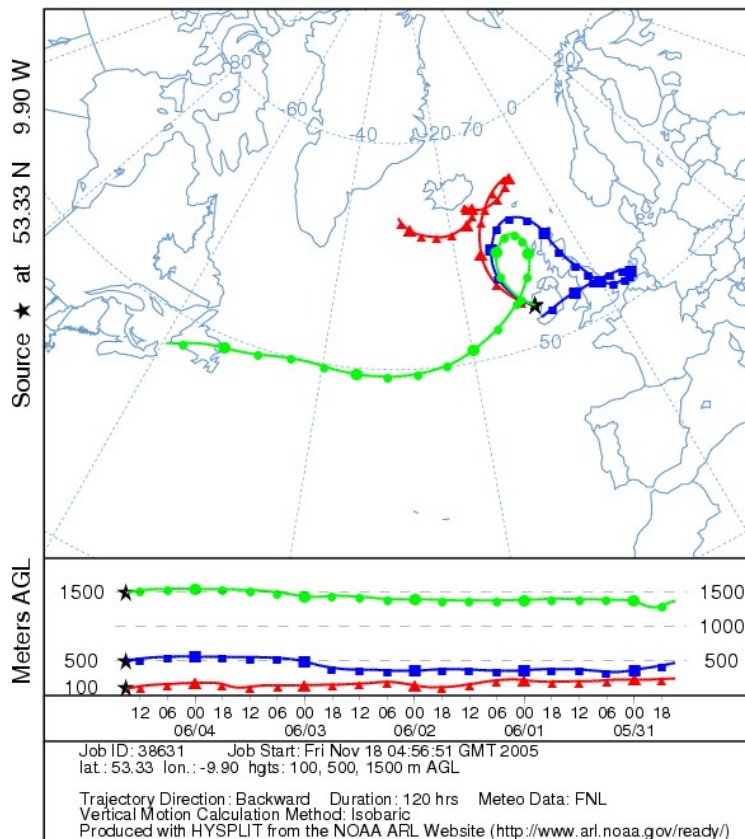 Source ★ at 53.33 N 9.90 W
80
60
-40
-20
70
0
20
50
Meters AGL
1500 1500
1000
500 500
100
12 06 00 18 12 06 00 18 12 06 00 18 12 06 00 18 12 06 00 18
06/04 06/03 06/02 06/01 05/31
Job ID: 38631 Job Start: Fri Nov 18 04:56:51 GMT 2005
lat.: 53.33 lon.: -9.90 hgts: 100, 500, 1500 m AGL
Trajectory Direction: Backward Duration: 120 hrs Meteo Data: FNL
Vertical Motion Calculation Method: Isobaric
Produced with HYSPLIT from the NOAA ARL Website (http://www.arl.noaa.gov/ready/)